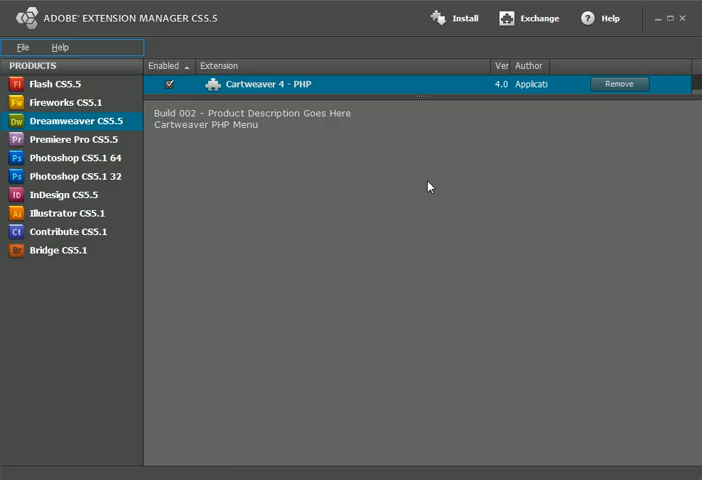 ADOBE® EXTENSION MANAGER CS5.5
Install
Exchange
? Help
File
Help
PRODUCTS
Enabled
Extension
Ver
Author
Fl Flash CS5.5
Fw Fireworks CS5.1
Dw Dreamweaver CS5.5
Pr Premiere Pro CS5.5
Ps Photoshop CS5.1 64
Ps Photoshop CS5.1 32
ID InDesign CS5.5
Ai Illustrator CS5.1
Ct Contribute CS5.1
Br Bridge CS5.1
Cartweaver 4 - PHP
4.0
Applicati
Remove
Build 002 - Product Description Goes Here
Cartweaver PHP Menu